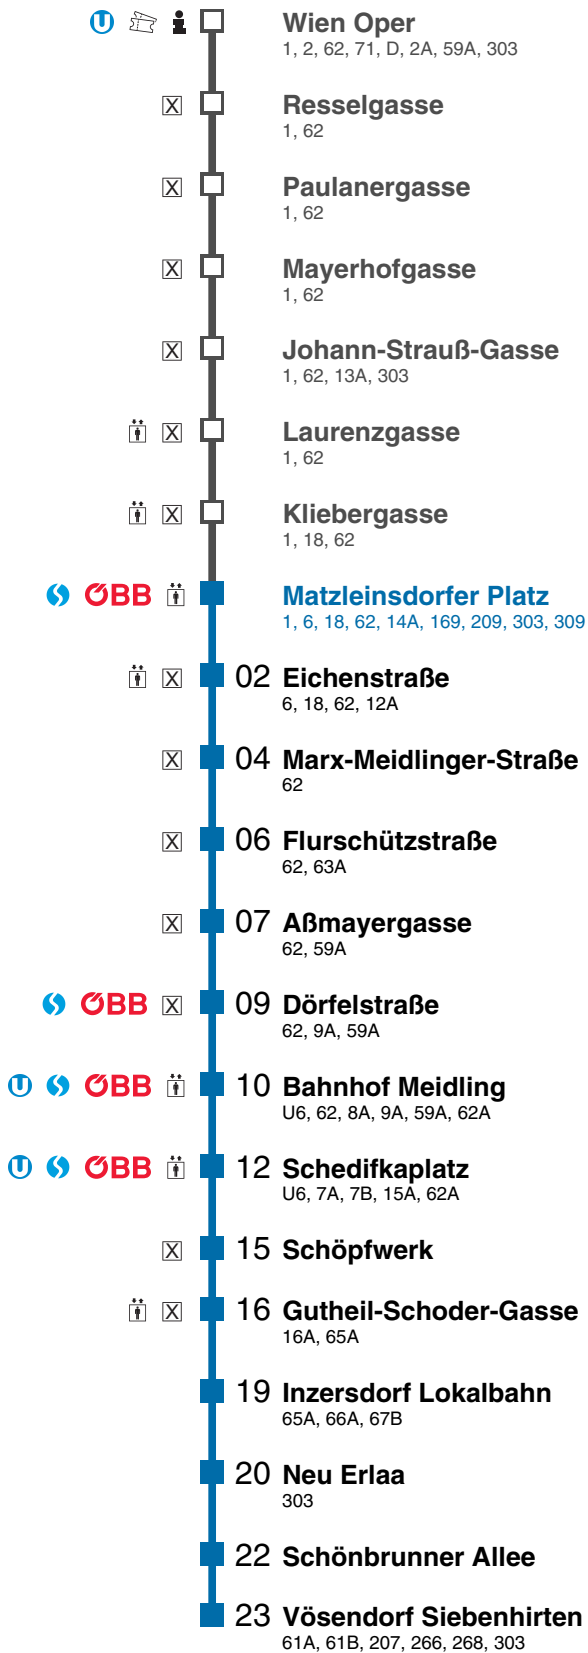 U i Wien Oper
1, 2, 62, 71, D, 2A, 59A, 303
X Resselgasse
1, 62
X Paulanergasse
1, 62
X Mayerhofgasse
1, 62
X Johann-Strauß-Gasse
1, 62, 13A, 303
X Laurenzgasse
1, 62
X Kliebergasse
1, 18, 62
S ÖBB Matzleinsdorfer Platz
1, 6, 18, 62, 14A, 169, 209, 303, 309
X 02 Eichenstraße
6, 18, 62, 12A
X 04 Marx-Meidlinger-Straße
62
X 06 Flurschützstraße
62, 63A
X 07 Aßmayergasse
62, 59A
S ÖBB X 09 Dörfelstraße
62, 9A, 59A
U S ÖBB 10 Bahnhof Meidling
U6, 62, 8A, 9A, 59A, 62A
U S ÖBB 12 Schedifkaplatz
U6, 7A, 7B, 15A, 62A
X 15 Schöpfwerk
X 16 Gutheil-Schoder-Gasse
16A, 65A
19 Inzersdorf Lokalbahn
65A, 66A, 67B
20 Neu Erlaa
303
22 Schönbrunner Allee
23 Vösendorf Siebenhirten
61A, 61B, 207, 266, 268, 303